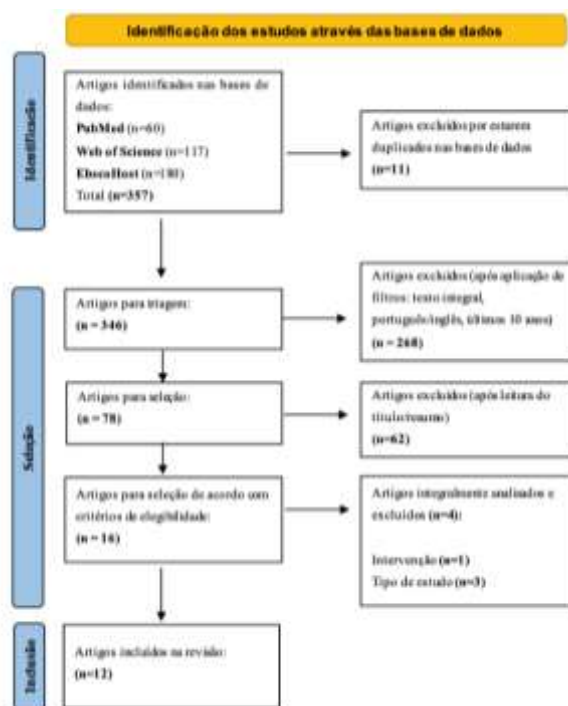 Identificação dos estudos através das bases de dados
Identificação
Artigos identificados nas bases de
dados:
PubMed (n=60)
Web of Science (n=117)
EbscoHost (n=180)
Total (n=357)
Artigos excluídos por estarem
duplicados nas bases de dados
(n=11)
Seleção
Artigos para triagem:
(n = 346)
Artigos excluídos (após aplicação de
filtros: texto integral,
português/inglês, últimos 10 anos)
(n = 268)
Artigos para seleção:
(n = 78)
Artigos excluídos (após leitura do
título/resumo)
(n=62)
Artigos para seleção de acordo com
critérios de elegibilidade:
(n = 16)
Artigos integralmente analisados e
excluídos (n=4):
Intervenção (n=1)
Tipo de estudo (n=3)
Inclusão
Artigos incluídos na revisão:
(n=12)